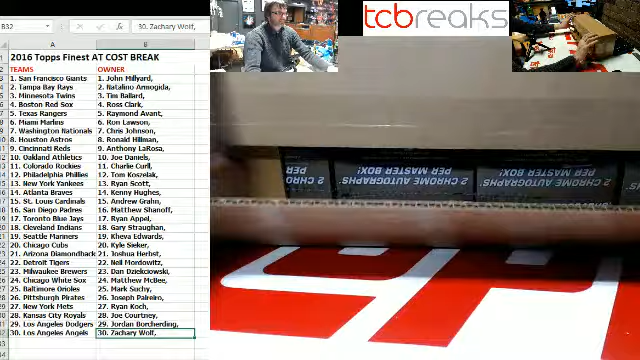 B32
30. Zachary Wolf,
A B
2016 Topps Finest AT COST BREAK
TEAMS OWNER
1. San Francisco Giants 1. John Millyard,
2. Tampa Bay Rays 2. Natalino Armogida,
3. Minnesota Twins 3. Tim Ballard,
4. Boston Red Sox 4. Ross Clark,
5. Texas Rangers 5. Raymond Avant,
6. Miami Marlins 6. Ron Lawson,
7. Washington Nationals 7. Chris Johnson,
8. Houston Astros 8. Ronald Hillman,
9. Cincinnati Reds 9. Anthony LaRosa,
10. Oakland Athletics 10. Joe Daniels,
11. Colorado Rockies 11. Charlie Curll,
12. Philadelphia Phillies 12. Tom Koszelak,
13. New York Yankees 13. Ryan Scott,
14. Atlanta Braves 14. Kenny Hughes,
15. St. Louis Cardinals 15. Andrew Grahn,
16. San Diego Padres 16. Matthew Shanoff,
17. Toronto Blue Jays 17. Ryan Appel,
18. Cleveland Indians 18. Gary Straughan,
19. Seattle Mariners 19. Kheva Edwards,
20. Chicago Cubs 20. Kyle Sieker,
21. Arizona Diamondback 21. Joshua Herbst,
22. Detroit Tigers 22. Neil Mordowitz,
23. Milwaukee Brewers 23. Dan Dziekciowski,
24. Chicago White Sox 24. Matthew McBee,
25. Baltimore Orioles 25. Mark Suchy,
26. Pittsburgh Pirates
27. New York Mets 27. Ryan Koch,
28. Kansas City Royals 28. Joe Courtney,
29. Los Angeles Dodgers 29. Jordan Borcherding,
30. Los Angeles Angels 30. Zachary Wolf,
tcbreaks
2 CHROME AUTOGRAPHS PER MASTER BOX!
2 CHROME AUTOGRAPHS
PER